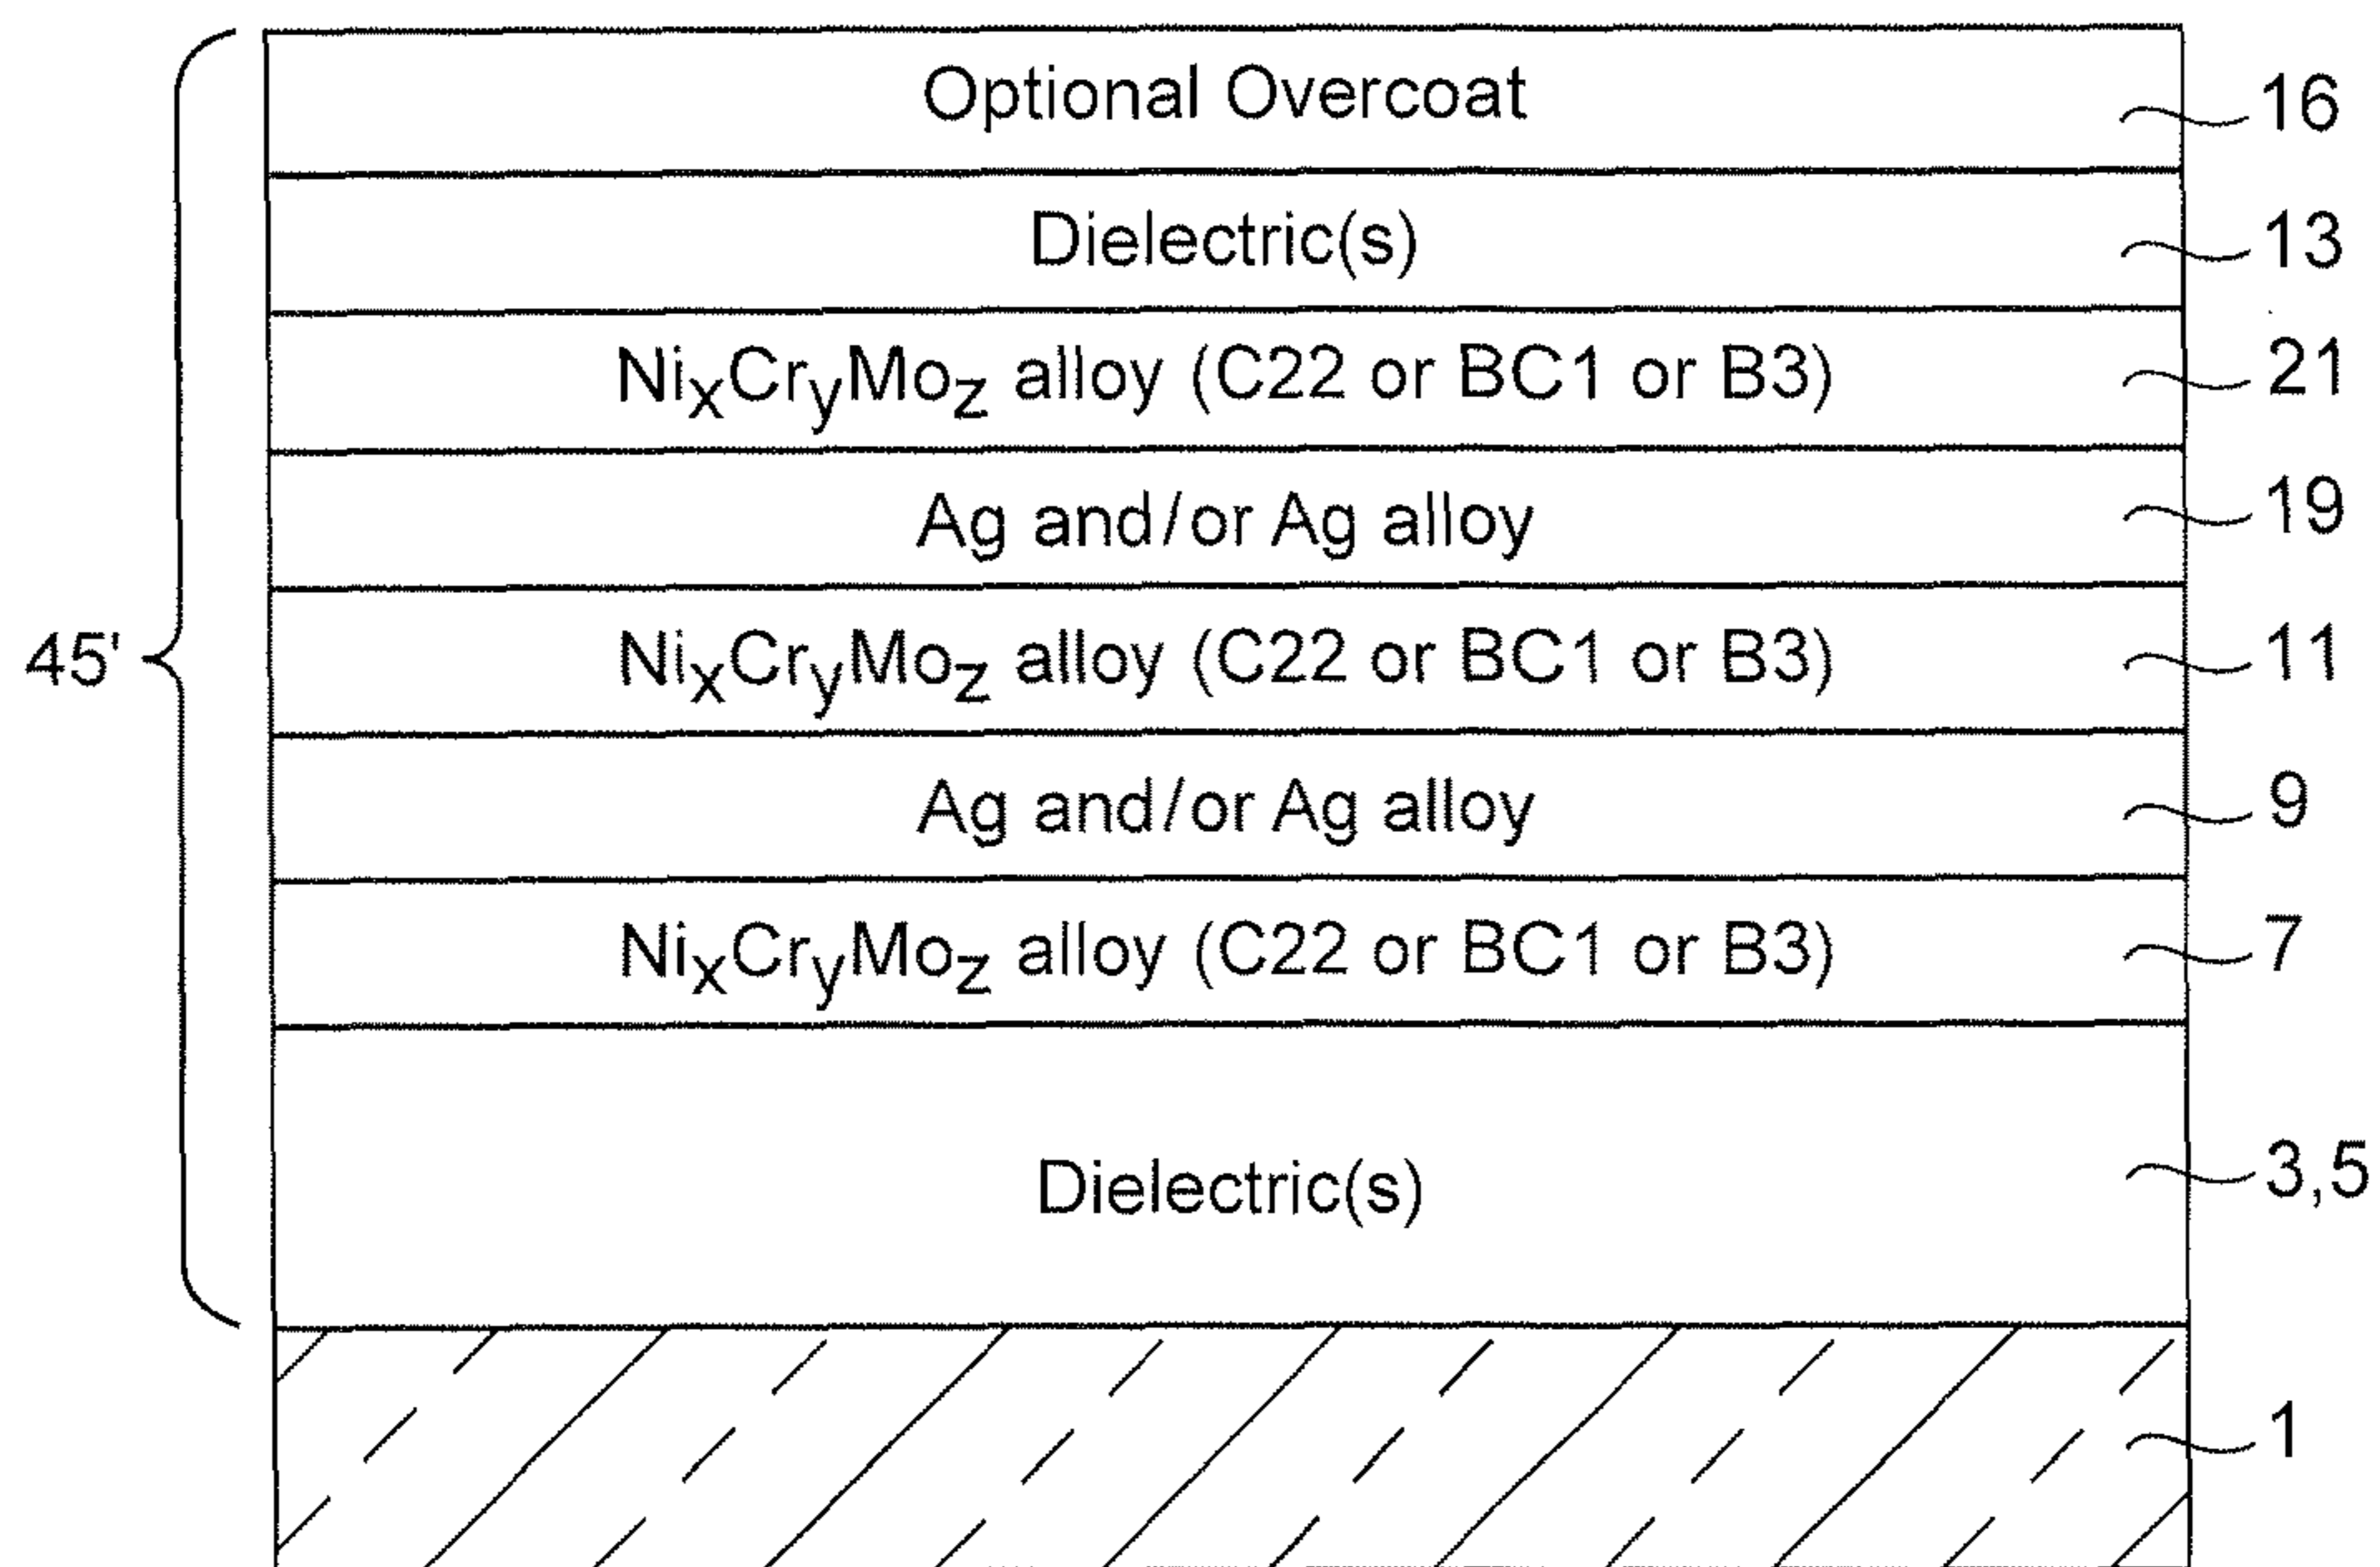 Optional Overcoat 16
Dielectric(s) 13
NixCryMoz alloy (C22 or BC1 or B3) 21
Ag and/or Ag alloy 19
45' NixCryMoz alloy (C22 or BC1 or B3) 11
Ag and/or Ag alloy 9
NixCryMoz alloy (C22 or BC1 or B3) 7
Dielectric(s) 3,5
1